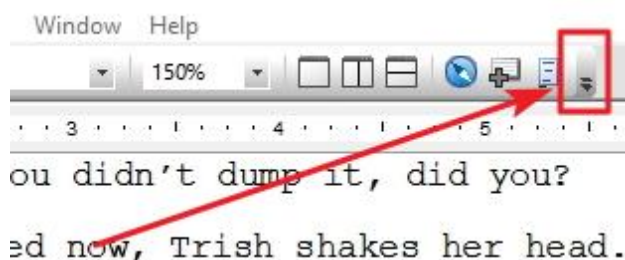 Window Help
150%
3 4 5
ou didn't dump it, did you?
ed now, Trish shakes her head.